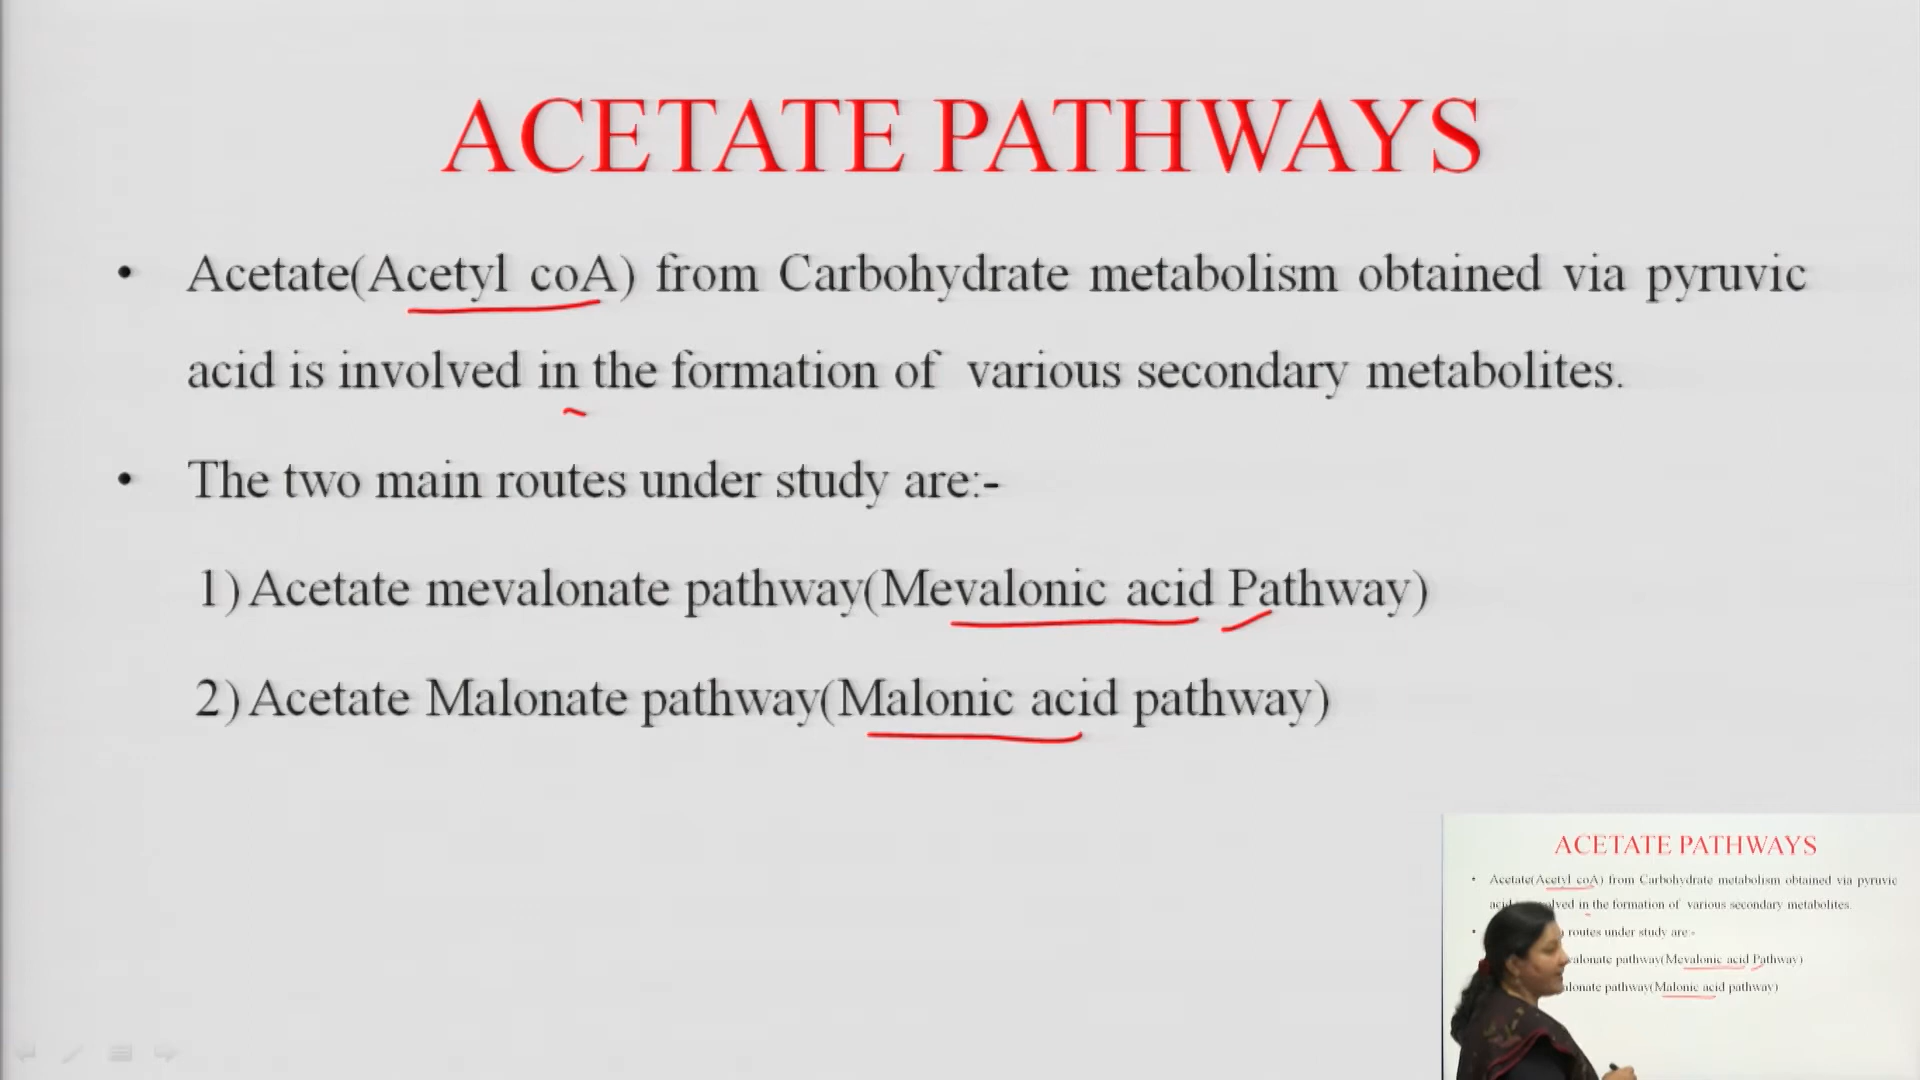 ACETATE PATHWAYS
• Acetate(Acetyl coA) from Carbohydrate metabolism obtained via pyruvic
acid is involved in the formation of various secondary metabolites.
• The two main routes under study are:-
1) Acetate mevalonate pathway(Mevalonic acid Pathway)
2) Acetate Malonate pathway(Malonic acid pathway)
ACETATE PATHWAYS
• Acetate(Acetyl coA) from Carbohydrate metabolism obtained via pyruvic
in the formation of various secondary metabolites.
• routes under study are:-
pathway(Mevalonic acid Pathway)
pathway(Malonic acid pathway)